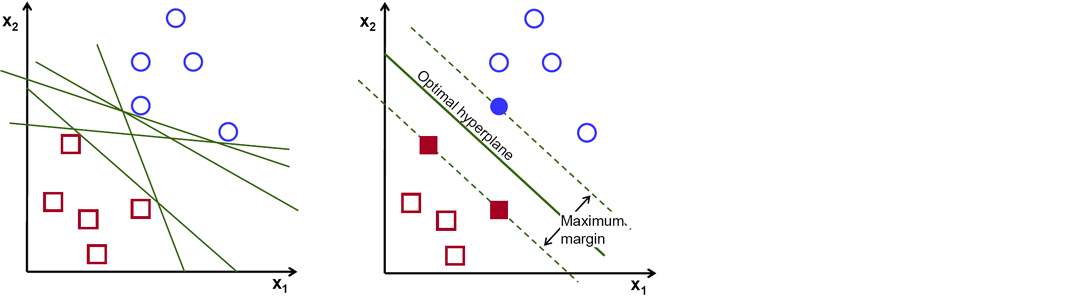 x2
x1
x2
Optimal hyperplane
Maximum
margin
x1